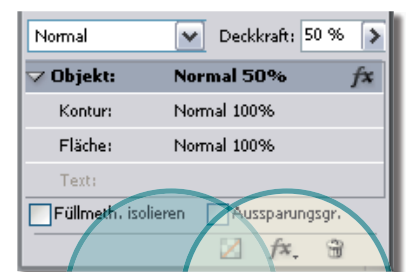 Normal Deckkraft: 50 %
Objekt: Normal 50% fx
Kontur: Normal 100%
Fläche: Normal 100%
Text:
Füllmeth. isolieren Aussparungsgr.
fx.